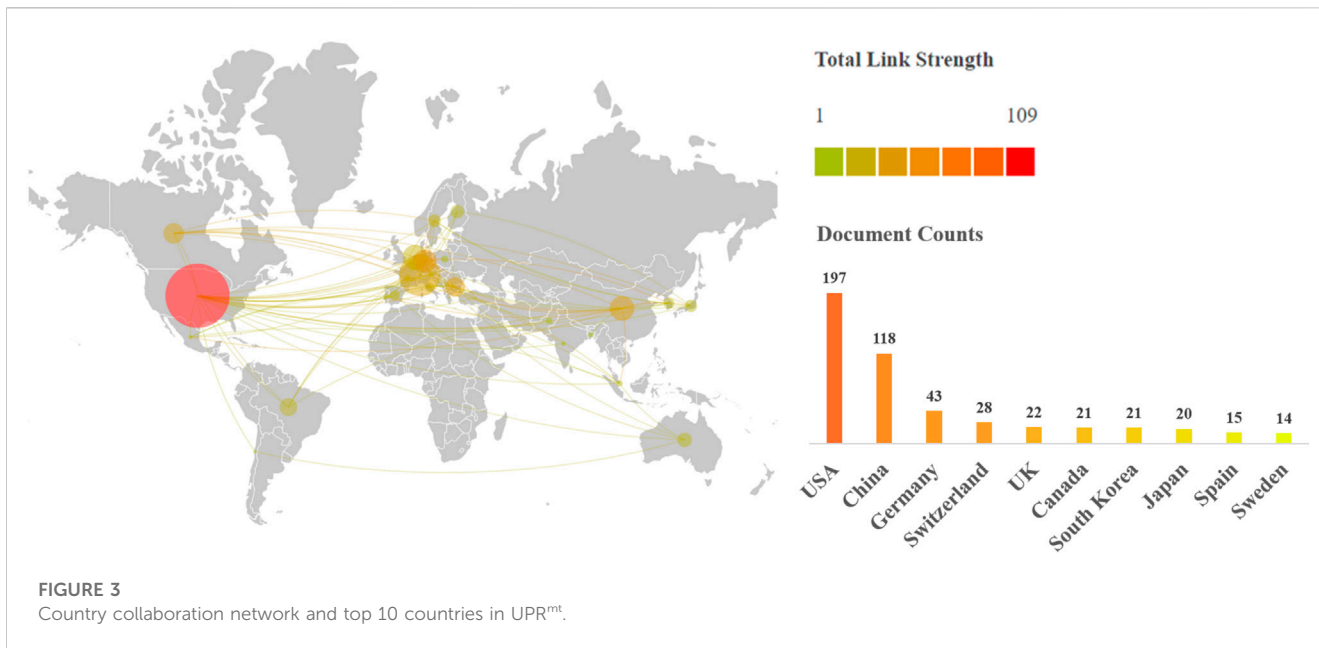 Total Link Strength
1 109
Document Counts
197
118
43
28
22
21
21
20
15
14
USA
China
Germany
Switzerland
UK
Canada
South Korea
Japan
Spain
Sweden
FIGURE 3
Country collaboration network and top 10 countries in UPRᵐᵗ.